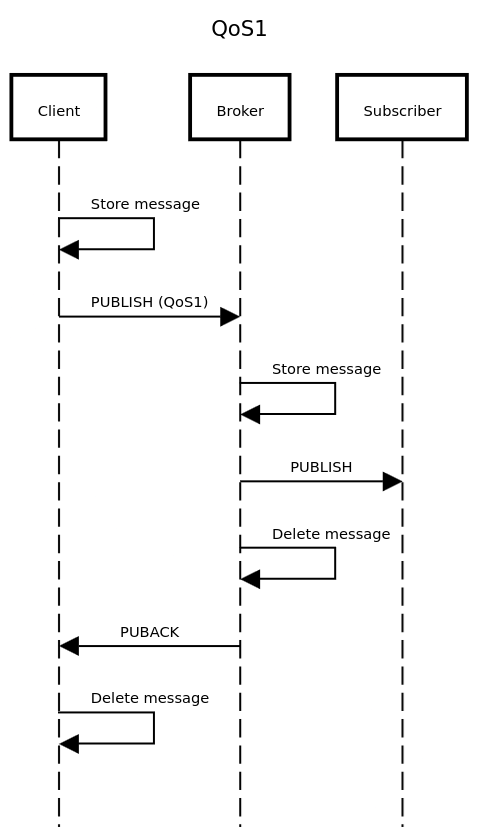 QoS1
Client
Broker
Subscriber
Store message
PUBLISH (QoS1)
Store message
PUBLISH
Delete message
PUBACK
Delete message